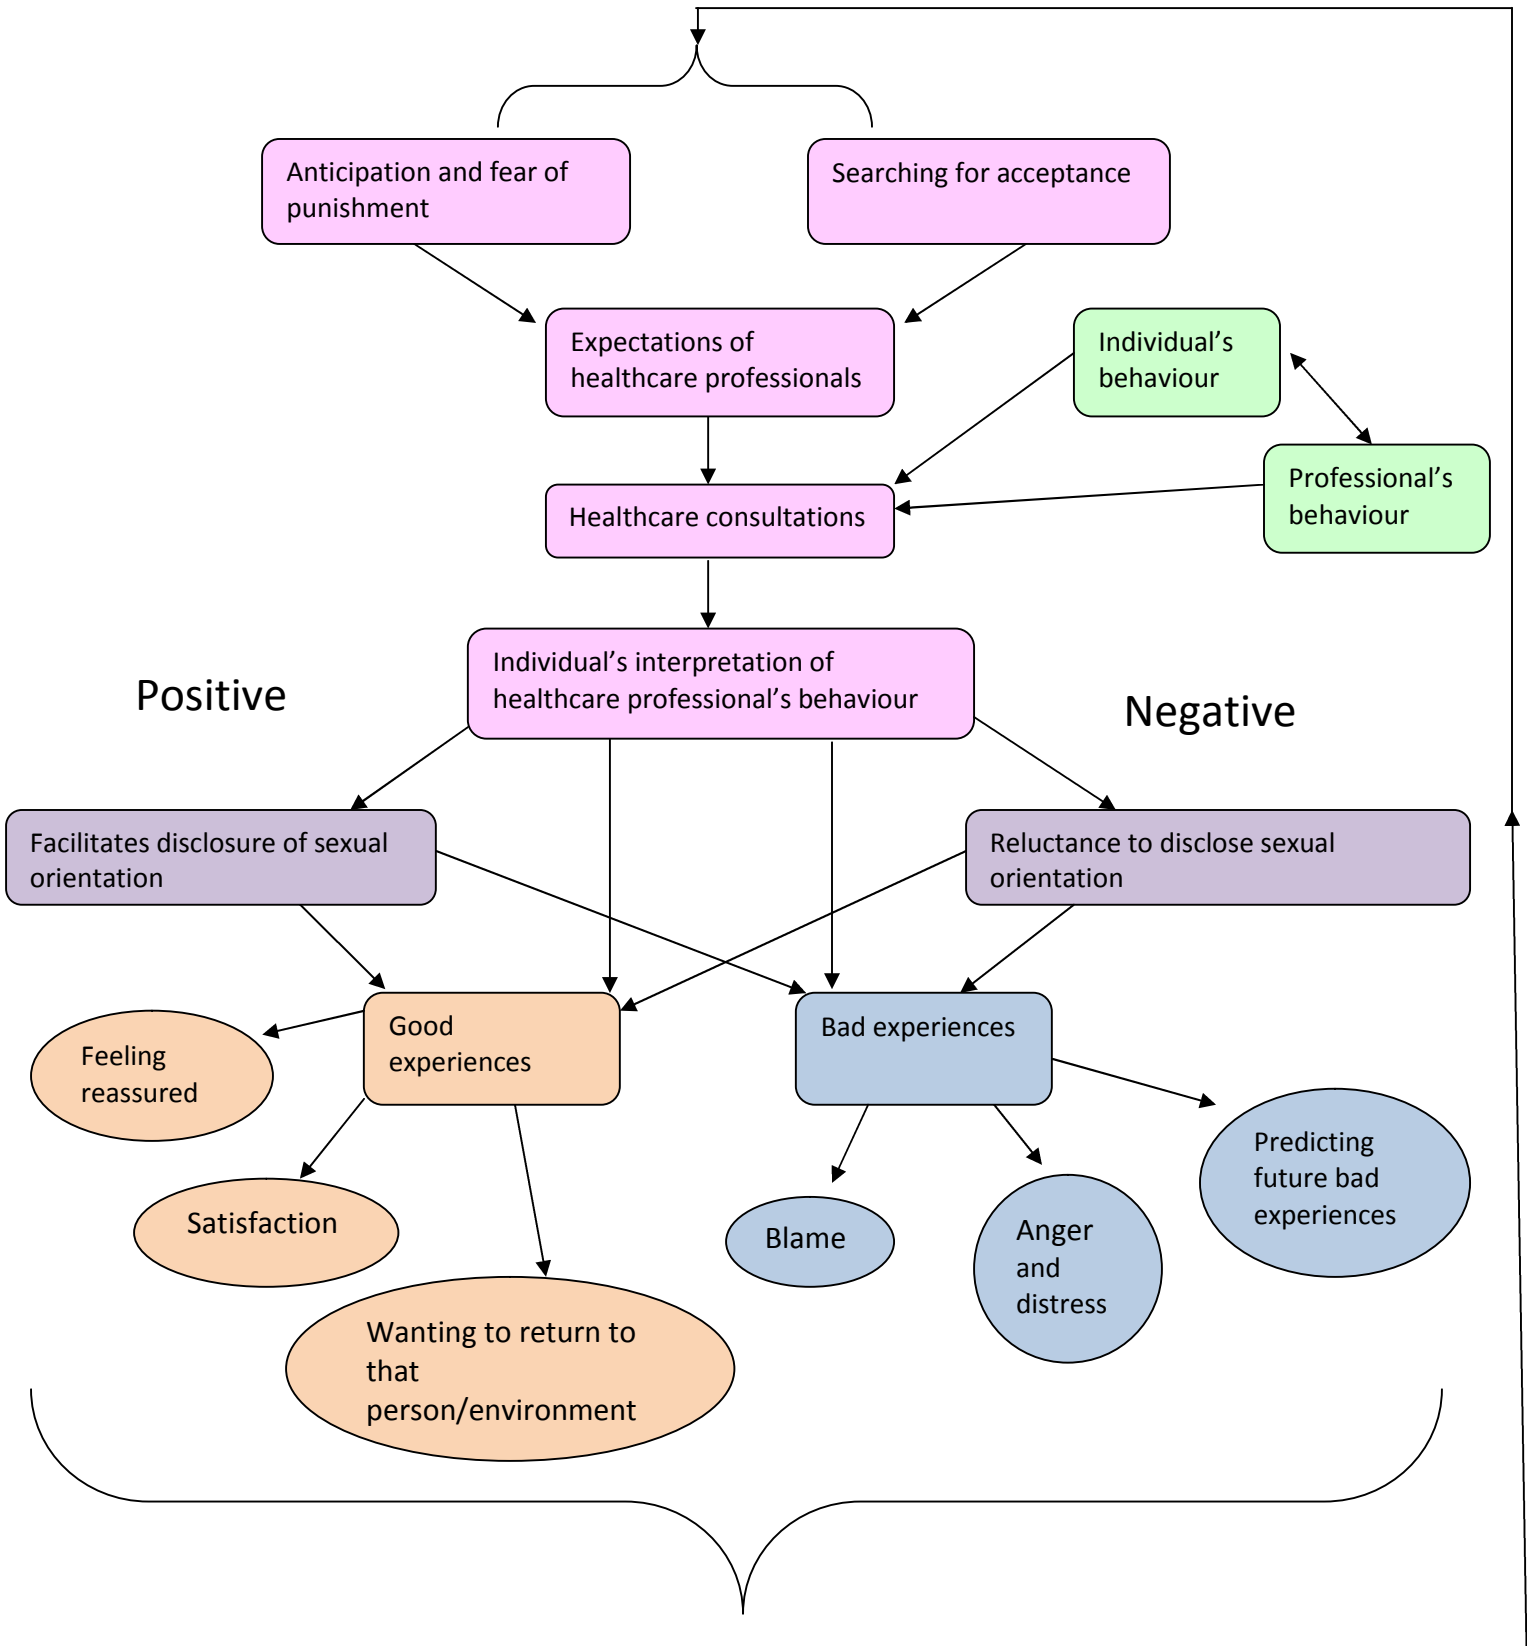 Anticipation and fear of
punishment
Searching for acceptance
Expectations of
healthcare professionals
Individual’s
behaviour
Professional’s
behaviour
Healthcare consultations
Individual’s interpretation of
healthcare professional’s behaviour
Positive
Negative
Facilitates disclosure of sexual
orientation
Reluctance to disclose sexual
orientation
Good
experiences
Bad experiences
Feeling
reassured
Satisfaction
Wanting to return to
that
person/environment
Blame
Anger
and
distress
Predicting
future bad
experiences